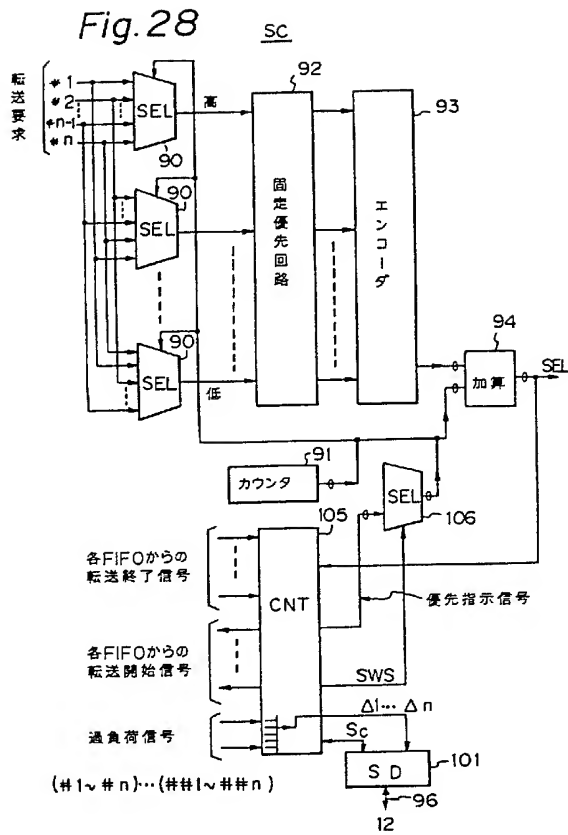 Fig. 28
SC
転送要求
#1
#2
#n-1
#n
SEL
90
高
92
93
SEL
90
固定優先回路
エンコーダ
SEL
90
低
94
加算
SEL
91
カウンタ
SEL
106
105
各FIFOからの
転送終了信号
CNT
優先指示信号
各FIFOからの
転送開始信号
SWS
過負荷信号
Δ1…Δn
Sc
(#1~#n)…(##1~##n)
SD
101
96
12